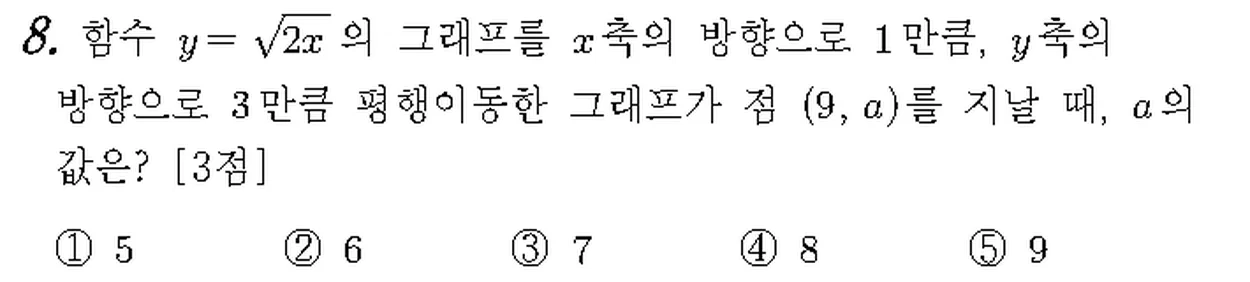 8. 함수 y=√2x 의 그래프를 x축의 방향으로 1만큼, y축의
방향으로 3만큼 평행이동한 그래프가 점 (9, a)를 지날 때, a의
값은? [3점]
① 5 ② 6 ③ 7 ④ 8 ⑤ 9